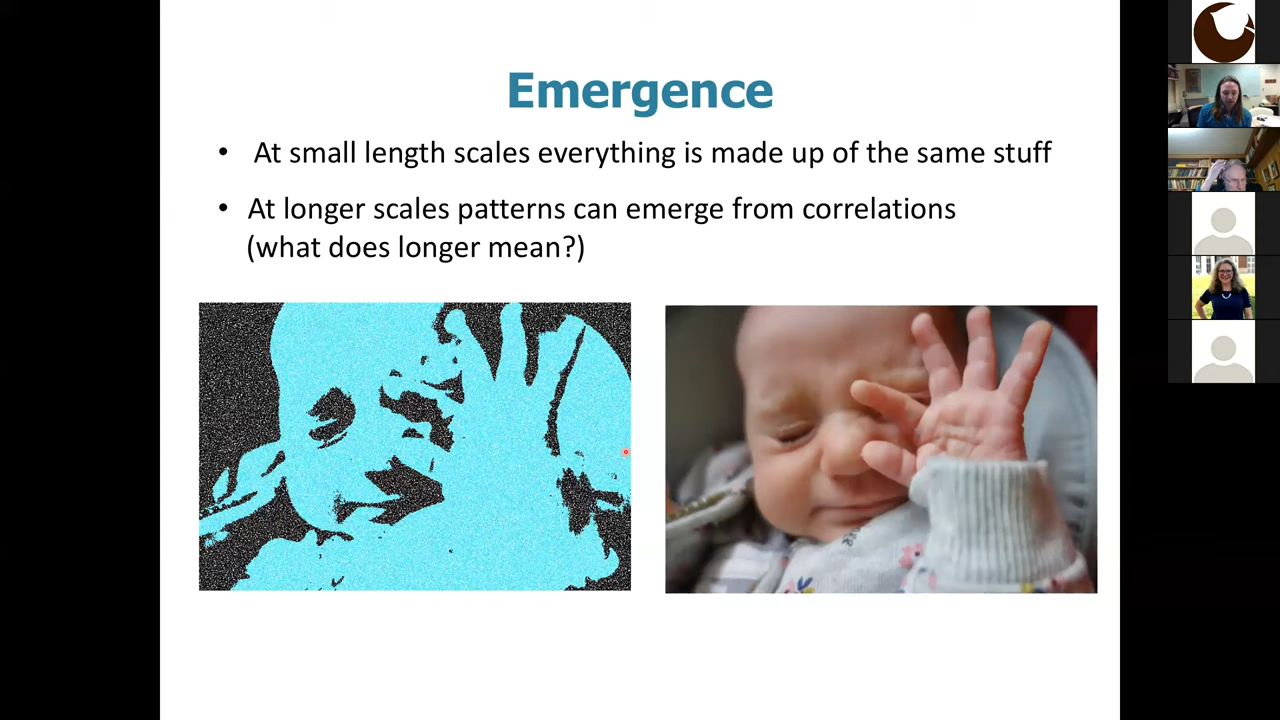 Emergence
• At small length scales everything is made up of the same stuff
• At longer scales patterns can emerge from correlations
(what does longer mean?)